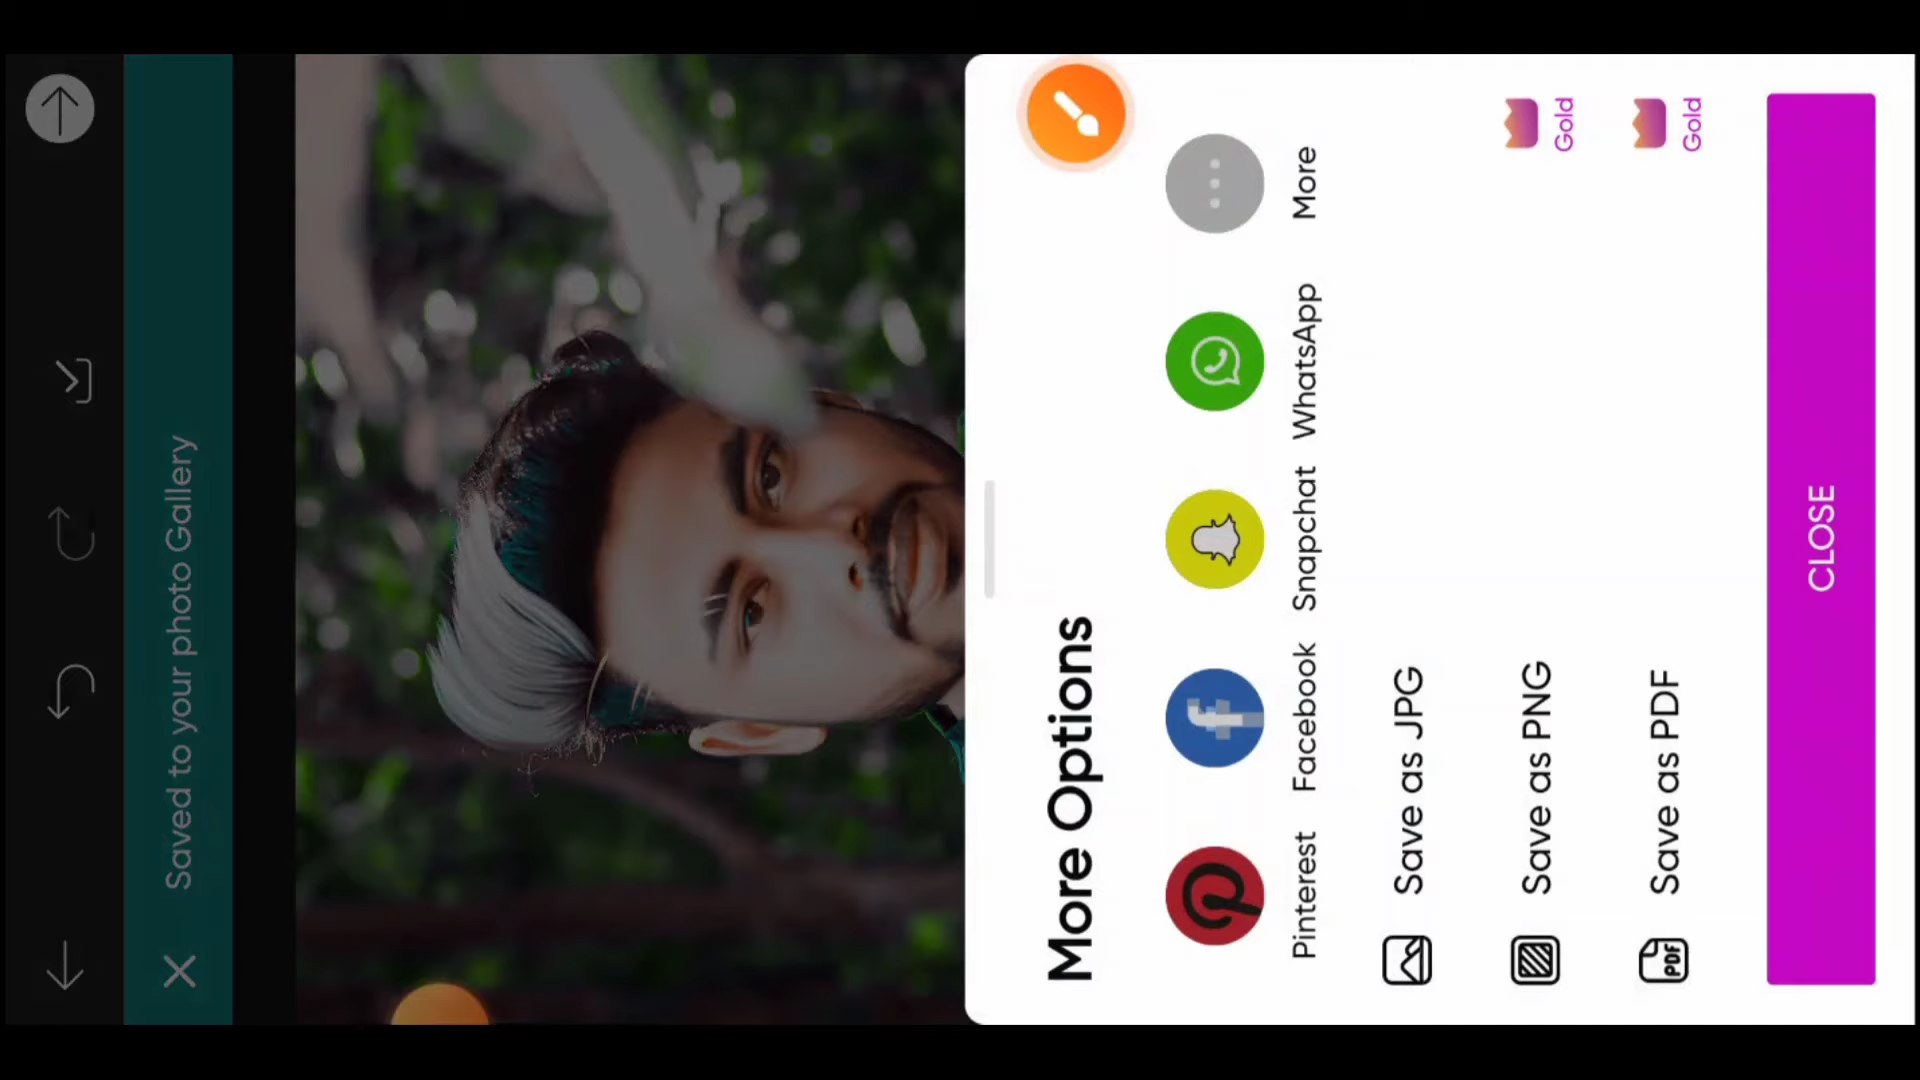 Saved to your photo Gallery
More Options
Pinterest
Facebook
Snapchat
WhatsApp
More
Save as JPG
Save as PNG
Gold
Save as PDF
Gold
PDF
CLOSE